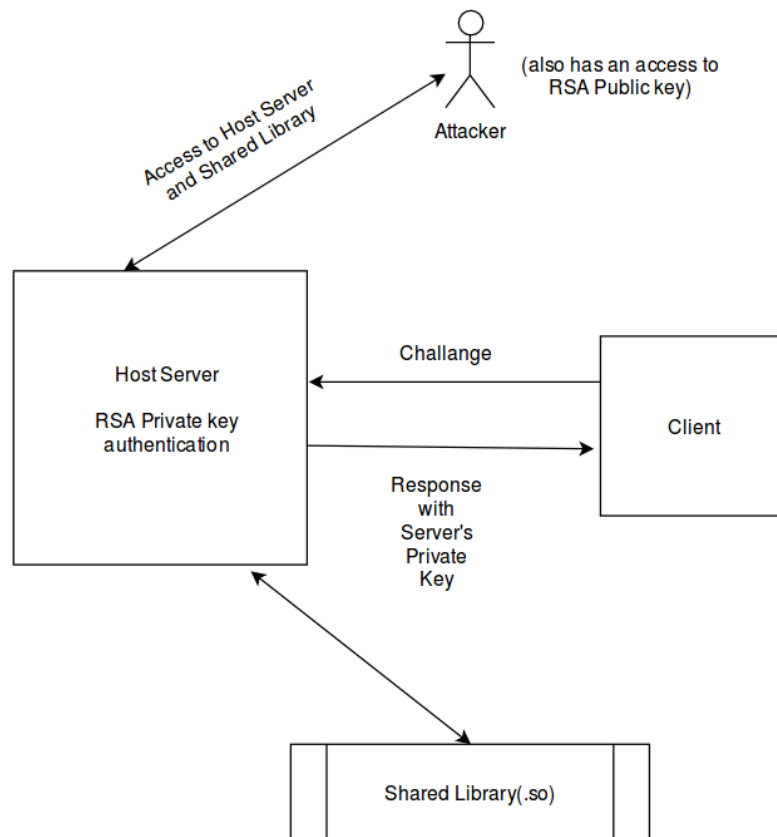 (also has an access to
RSA Public key)
Attacker
Access to Host Server
and Shared Library
Host Server
RSA Private key
authentication
Challange
Client
Response
with
Server's
Private
Key
Shared Library(.so)